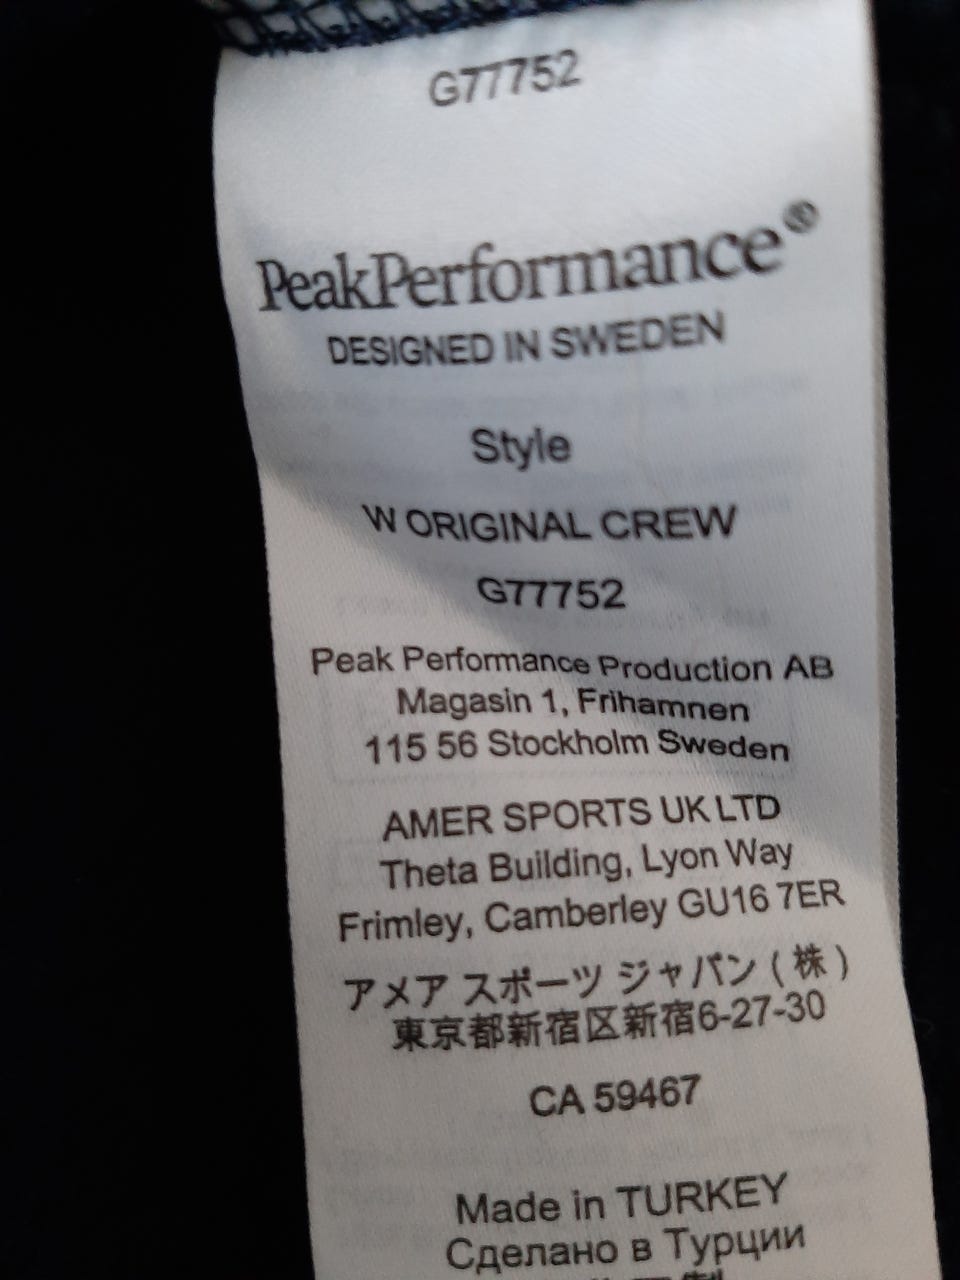 G77752
PeakPerformance®
DESIGNED IN SWEDEN
Style
W ORIGINAL CREW
G77752
Peak Performance Production AB
Magasin 1, Frihamnen
115 56 Stockholm Sweden
AMER SPORTS UK LTD
Theta Building, Lyon Way
Frimley, Camberley GU16 7ER
アメア スポーツ ジャパン ( 株 )
東京都新宿区新宿6-27-30
CA 59467
Made in TURKEY
Сделано в Турции